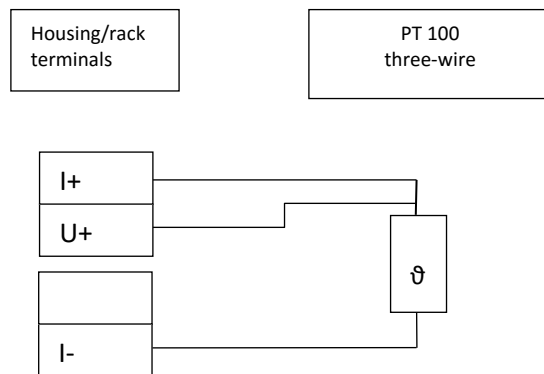 Housing/rack
terminals
PT 100
three-wire
I+
U+
ϑ
I-